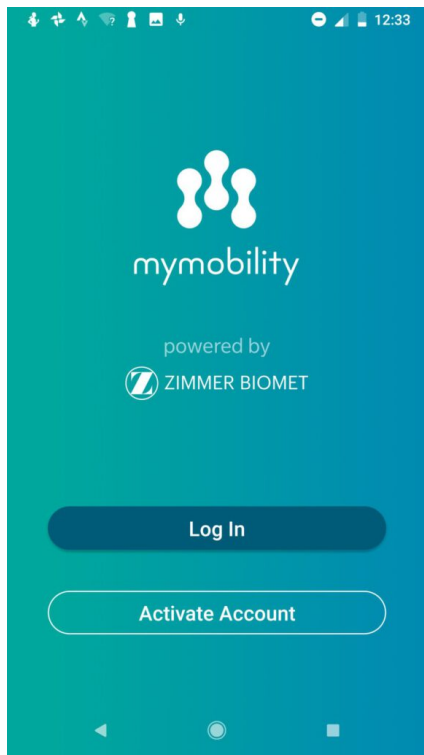 12:33
mymobility
powered by
ZIMMER BIOMET
Log In
Activate Account